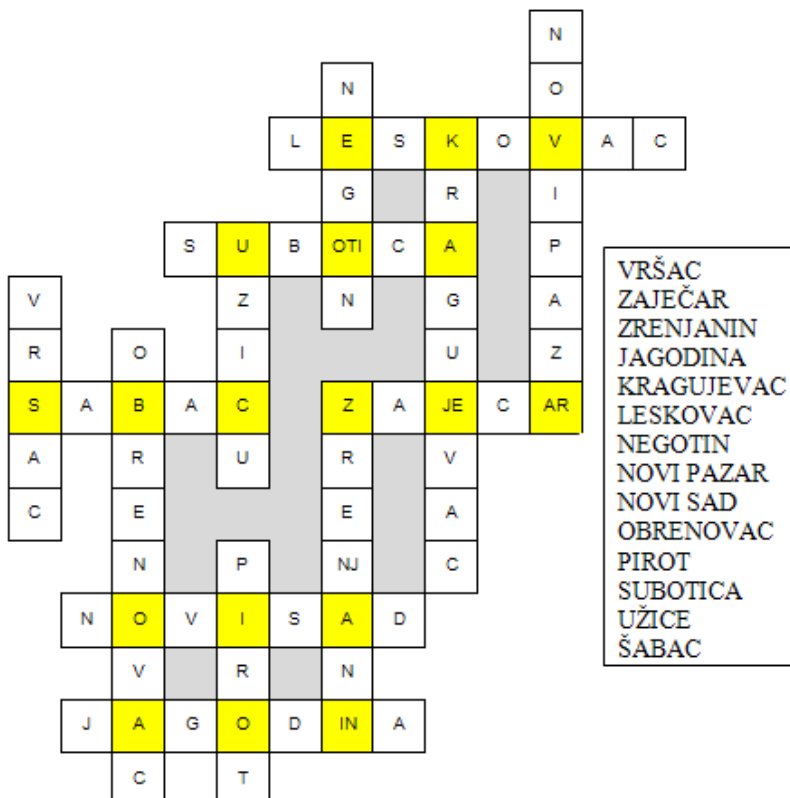 N
N O
L E S K O V A C
G R I
S U B OTI C A P
V Z N G A
R O I U Z
S A B A C Z A JE C AR
A R U R V
C E E A
N P NJ C
N O V I S A D
V R N
J A G O D IN A
C T
VRŠAC
ZAJEČAR
ZRENJANIN
JAGODINA
KRAGUJEVAC
LESKOVAC
NEGOTIN
NOVI PAZAR
NOVI SAD
OBRENOVAC
PIROT
SUBOTICA
UŽICE
ŠABAC